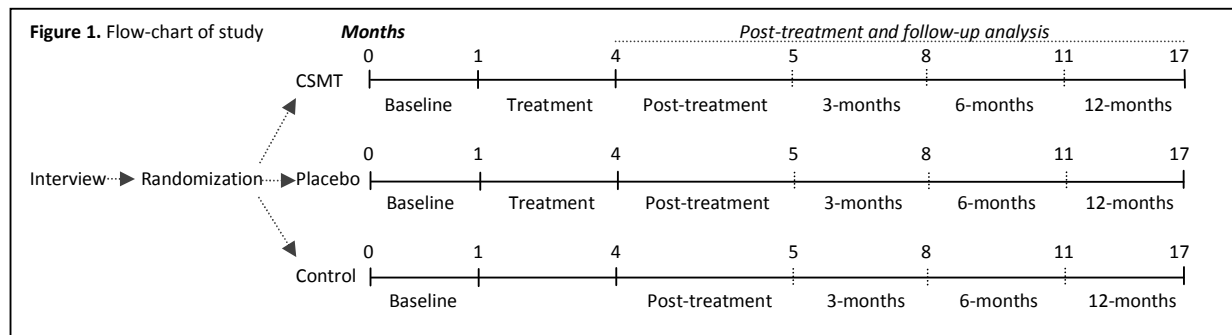 Figure 1. Flow-chart of study Months Post-treatment and follow-up analysis
0 1 4 5 8 11 17
CSMT
Baseline Treatment Post-treatment 3-months 6-months 12-months
0 1 4 5 8 11 17
Interview Randomization Placebo
Baseline Treatment Post-treatment 3-months 6-months 12-months
0 1 4 5 8 11 17
Control
Baseline Post-treatment 3-months 6-months 12-months